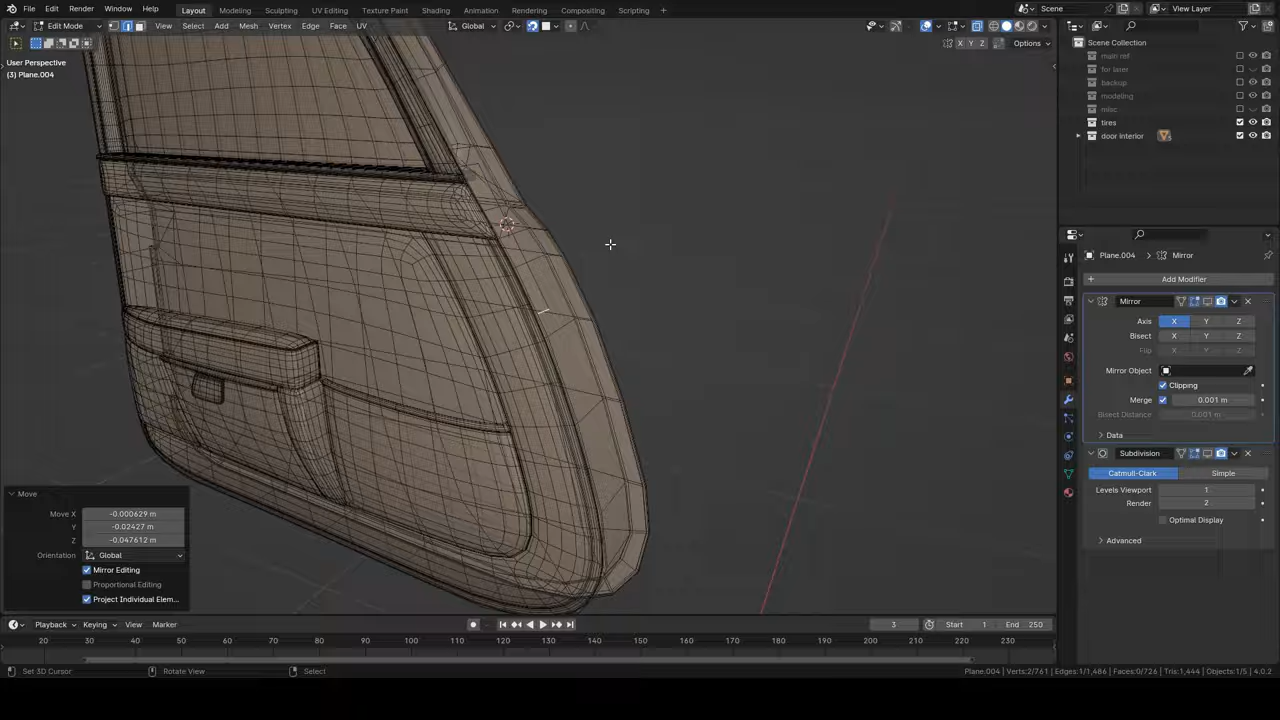 File Edit Render Window Help
Layout Modeling Sculpting UV Editing Texture Paint Shading Animation Rendering Compositing Geometry Nodes Scripting +
Scene View Layer
Edit Mode View Select Add Mesh Vertex Edge Face UV Global
X Y Z Options
User Perspective
(3) Plane.004
Scene Collection
main ref
for later
backup
modeling
misc
tires
door interior
Plane.004 Mirror
Add Modifier
Mirror
Axis X Y Z
Bisect X Y Z
Flip X Y Z
Mirror Object
Clipping
Merge 0.001 m
Bisect Distance 0.001 m
Data
Subdivision
Catmull-Clark Simple
Levels Viewport 1
Render 2
Optimal Display
Advanced
Move
Move X -0.000629 m
Y -0.02427 m
Z -0.047612 m
Orientation Global
Mirror Editing
Proportional Editing
Project Individual Elem...
Playback Keying View Marker 3 Start 1 End 250
20 30 40 50 60 70 80 90 100 110 120 130 140 150 160 170 180 190 200 210 220 230
Set 3D Cursor Rotate View Select Plane.004 | Verts:2/761 | Edges:1/1,486 | Faces:0/726 | Tris:1,444 | Objects:1/5 | 4.0.2